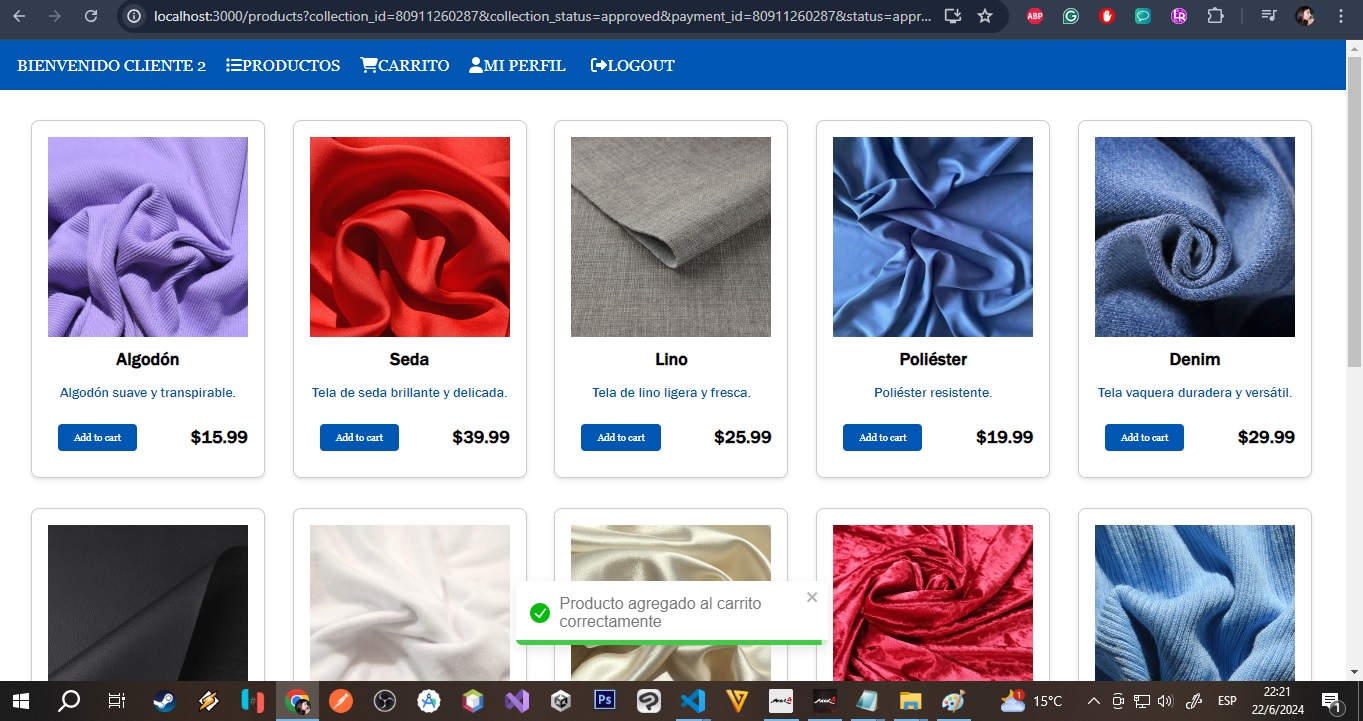 localhost:3000/products?collection_id=80911260287&collection_status=approved&payment_id=80911260287&status=appr...
ABP
BIENVENIDO CLIENTE 2 PRODUCTOS CARRITO MI PERFIL LOGOUT
Algodón Seda Lino Poliéster Denim
Algodón suave y transpirable. Tela de seda brillante y delicada. Tela de lino ligera y fresca. Poliéster resistente. Tela vaquera duradera y versátil.
Add to cart $15.99 Add to cart $39.99 Add to cart $25.99 Add to cart $19.99 Add to cart $29.99
Producto agregado al carrito
correctamente
Ps
1 15°C ESP 22:21
22/6/2024 1